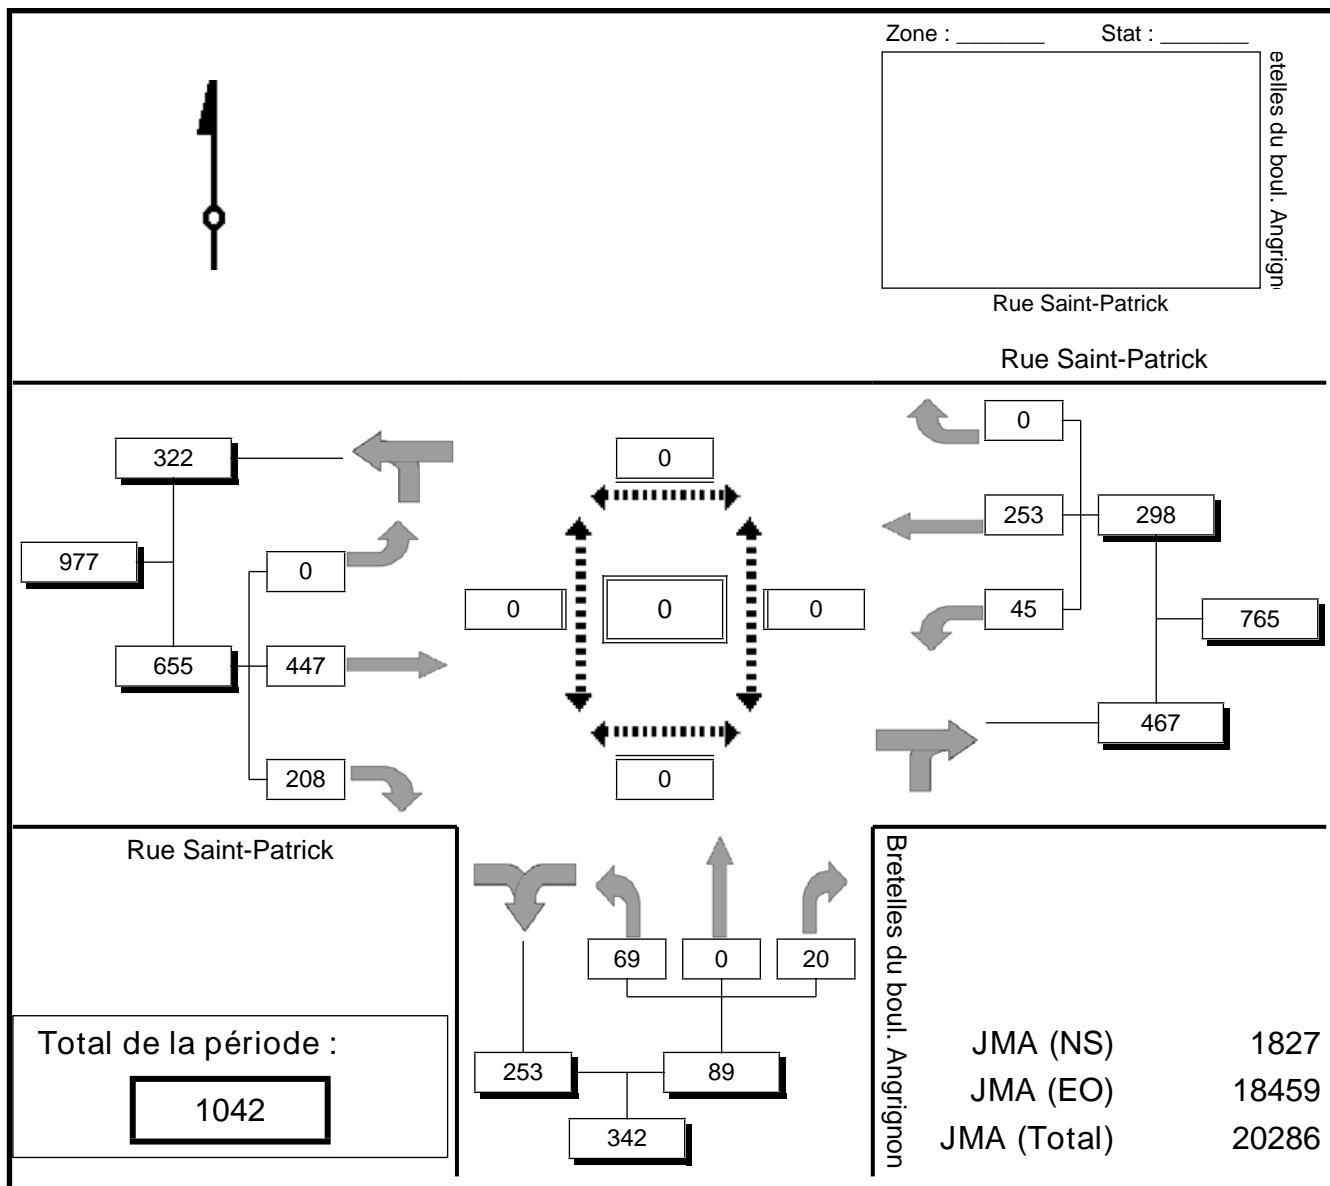 Zone : _______ Stat : _______
etelles du boul. Angrign
Rue Saint-Patrick
Rue Saint-Patrick
0
322
0
253
298
977
0
0
0
0
45
765
655
447
467
208
0
Rue Saint-Patrick
Bretelles du boul. Angrignon
69
0
20
Total de la période :
1042
253
89
342
JMA (NS) 1827
JMA (EO) 18459
JMA (Total) 20286